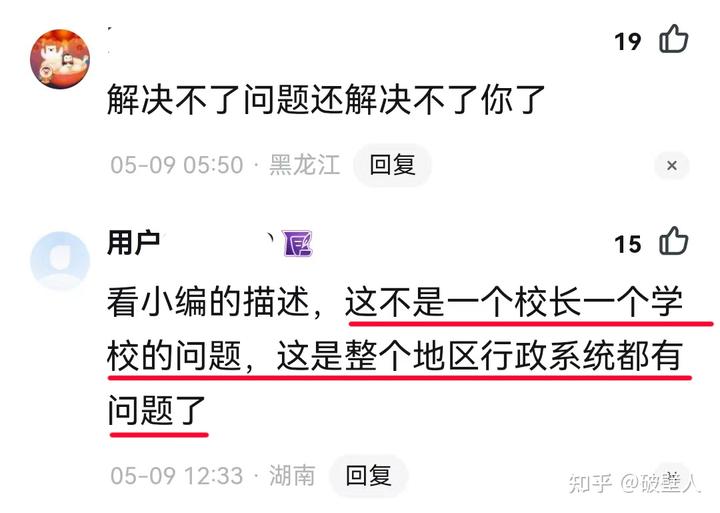 19
解决不了问题还解决不了你了
05-09 05:50 · 黑龙江 回复
用户
15
看小编的描述，这不是一个校长一个学
校的问题，这是整个地区行政系统都有
问题了
05-09 12:33 · 湖南 回复
知乎 @破壁人